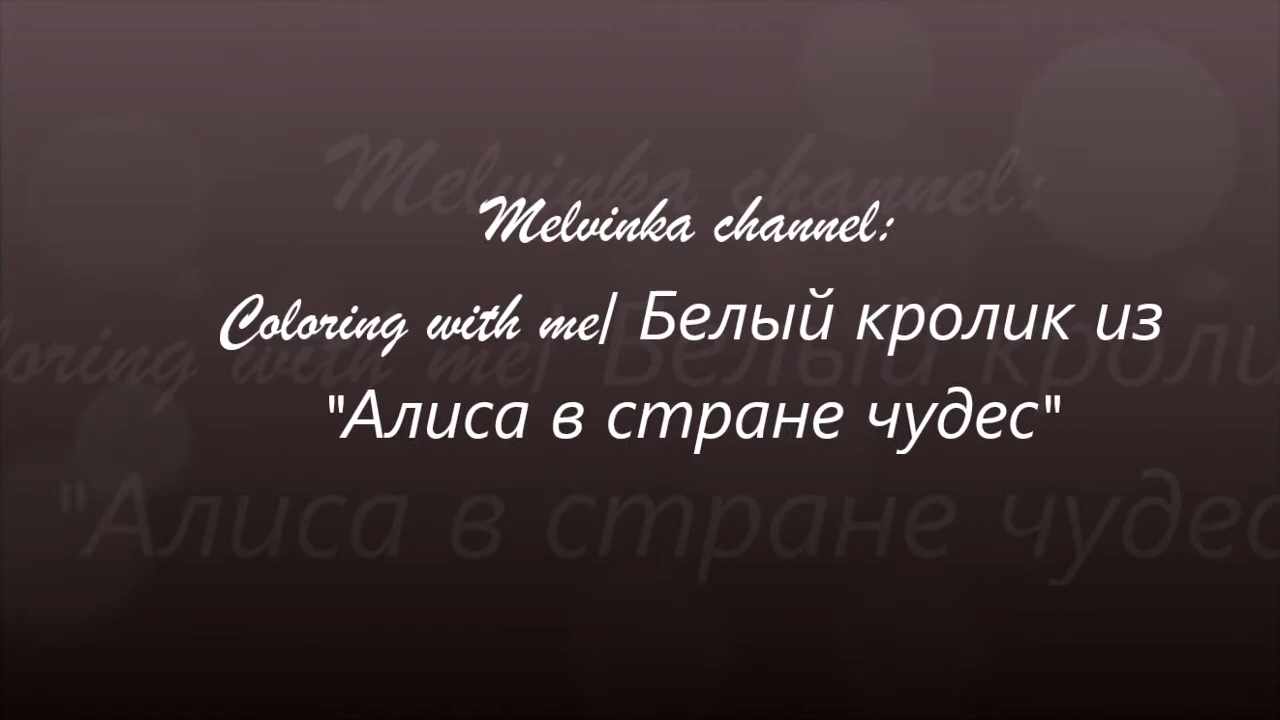 Melvinka channel:
Coloring with me| Белый кролик из
"Алиса в стране чудес"